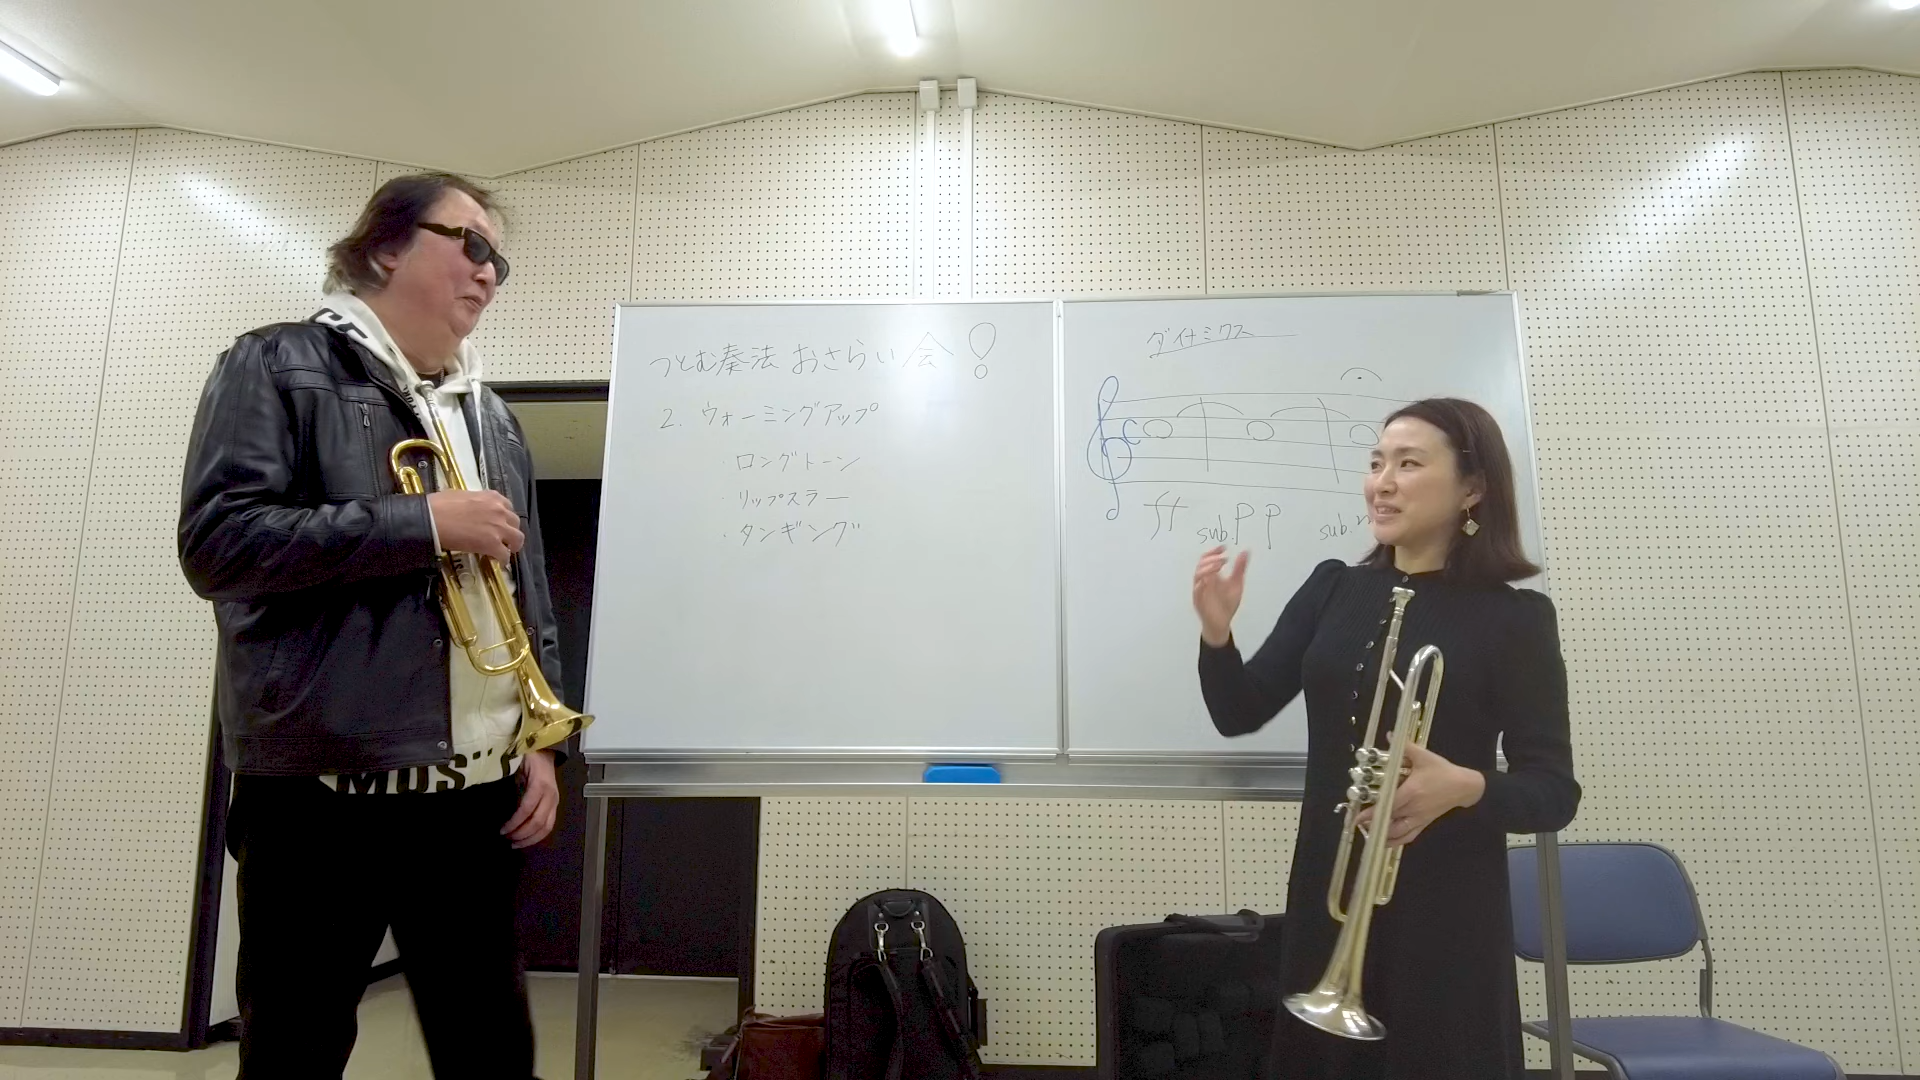 つとむ奏法 おさらい会!
2. ウォーミングアップ
・ロングトーン
・リップスラー
・タンギング
ダイナミクス
C
ff sub.pp sub.
MUSI